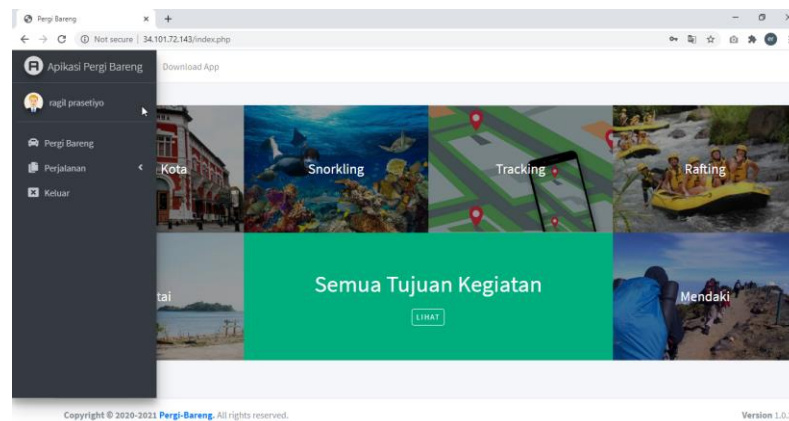 Pergi Bareng
Not secure | 34.101.72.143/index.php
Apikasi Pergi Bareng
Download App
ragil prasetiyo
Pergi Bareng
Perjalanan
Keluar
Kota
Snorkling
Tracking
Rafting
tai
Semua Tujuan Kegiatan
LIHAT
Mendaki
Copyright © 2020-2021 Pergi-Bareng. All rights reserved.
Version 1.0.